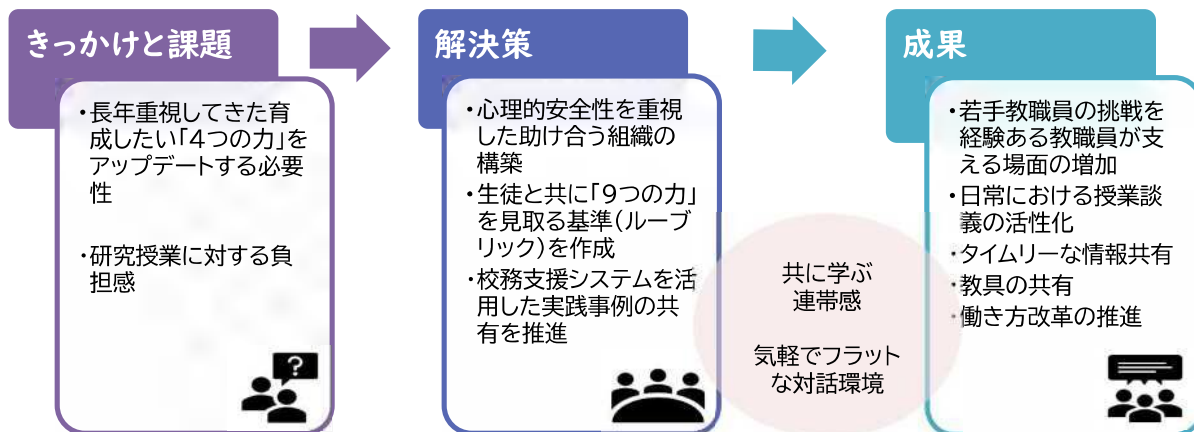 きっかけと課題
・長年重視してきた育
成したい「4つの力」を
アップデートする必要
性
・研究授業に対する負
担感
解決策
・心理的安全性を重視
した助け合う組織の
構築
・生徒と共に「9つの力」
を見取る基準(ルーブ
リック)を作成
・校務支援システムを活
用した実践事例の共
有を推進
共に学ぶ
連帯感
気軽でフラット
な対話環境
成果
・若手教職員の挑戦を
経験ある教職員が支
える場面の増加
・日常における授業談
義の活性化
・タイムリーな情報共有
・教具の共有
・働き方改革の推進
?